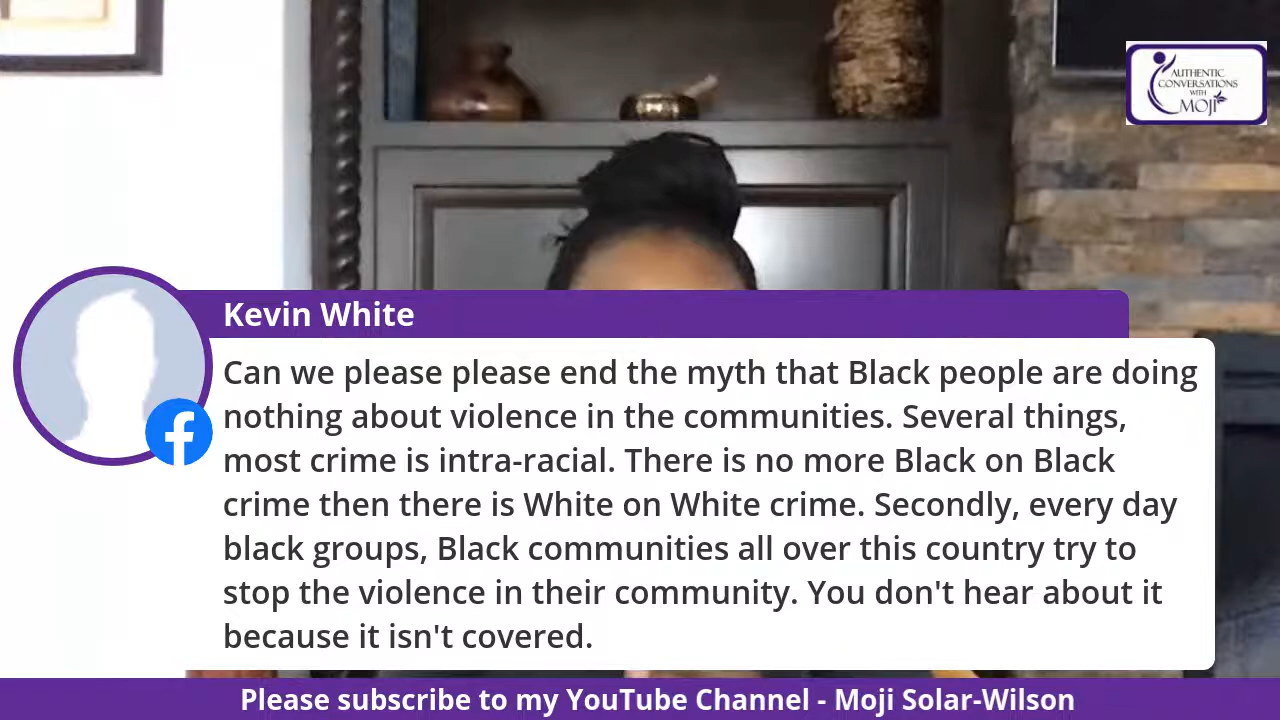 AUTHENTIC
CONVERSATIONS
WITH
MOJI
Kevin White
Can we please please end the myth that Black people are doing
nothing about violence in the communities. Several things,
most crime is intra-racial. There is no more Black on Black
crime then there is White on White crime. Secondly, every day
black groups, Black communities all over this country try to
stop the violence in their community. You don't hear about it
because it isn't covered.
Please subscribe to my YouTube Channel - Moji Solar-Wilson